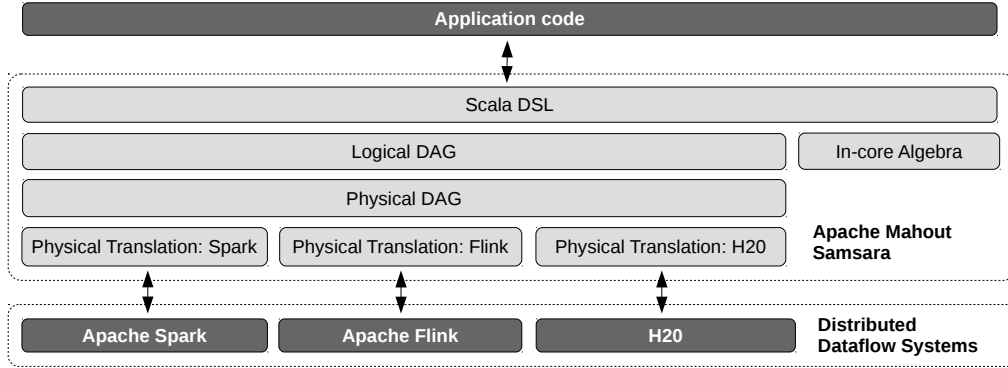 Application code
Scala DSL
Logical DAG
In-core Algebra
Physical DAG
Physical Translation: Spark
Physical Translation: Flink
Physical Translation: H20
Apache Mahout
Samsara
Apache Spark
Apache Flink
H20
Distributed
Dataflow Systems